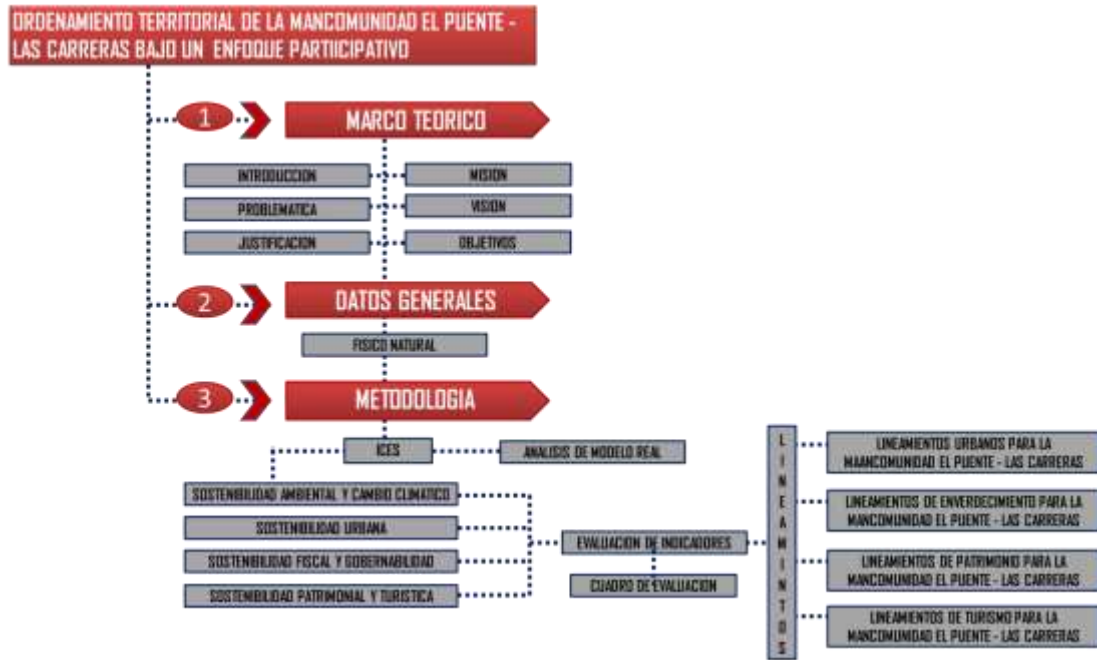 ORDENAMIENTO TERRITORIAL DE LA MANCOMUNIDAD EL PUENTE -
LAS CARRERAS BAJO UN ENFOQUE PARTIICIPATIVO
1
MARCO TEORICO
INTRODUCCION
MISION
PROBLEMATICA
VISION
JUSTIFICACION
OBJETIVOS
2
DATOS GENERALES
FISICO NATURAL
3
METODOLOGIA
ICES
ANALISIS DE MODELO REAL
SOSTENIBILIDAD AMBIENTAL Y CAMBIO CLIMATICO
SOSTENIBILIDAD URBANA
SOSTENIBILIDAD FISCAL Y GOBERNABILIDAD
SOSTENIBILIDAD PATRIMONIAL Y TURISTICA
EVALUACION DE INDICADORES
CUADRO DE EVALUACION
LINEAMINTOS
LINEAMIENTOS URBANOS PARA LA
MAANCOMUNIDAD EL PUENTE - LAS CARRERAS
LINEAMIENTOS DE ENVERDECIMIENTO PARA LA
MANCOMUNIDAD EL PUENTE - LAS CARRERAS
LINEAMIENTOS DE PATRIMONIO PARA LA
MANCOMUNIDAD EL PUENTE - LAS CARRERAS
LINEAMIENTOS DE TURISMO PARA LA
MANCOMUNIDAD EL PUENTE - LAS CARRERAS